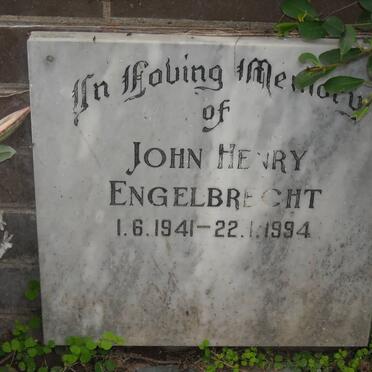 In Loving Memory
of
JOHN HENRY
ENGELBRECHT
1.6.1941-22.1.1994